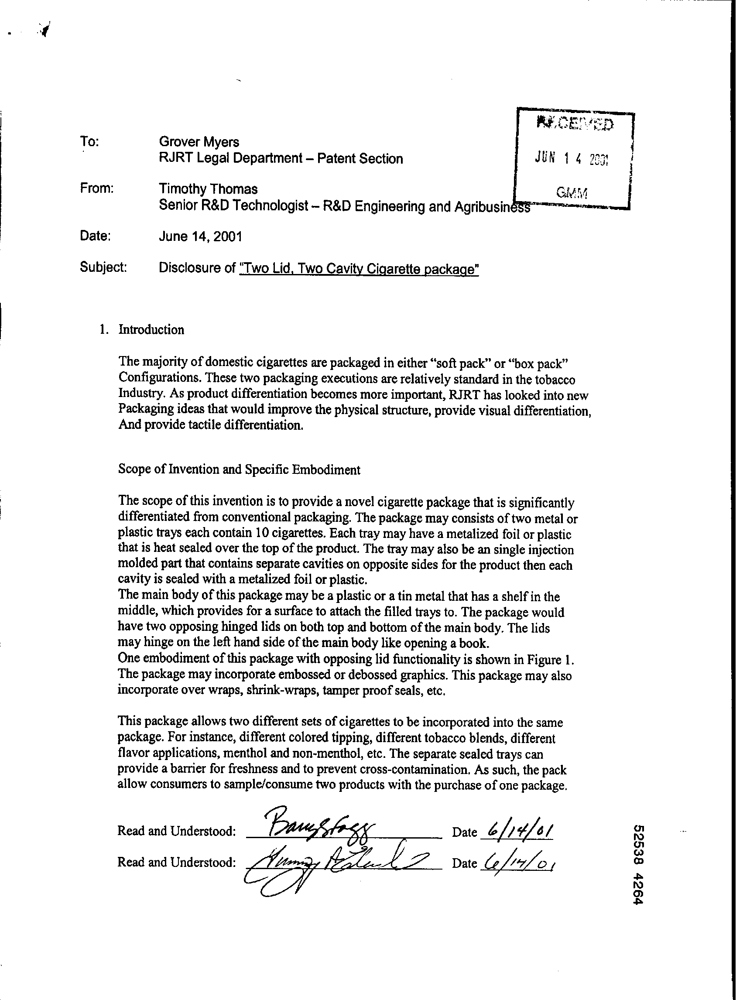 RECEIVED
JUN 14 2001
GMM
To: Grover Myers
RJRT Legal Department – Patent Section
From: Timothy Thomas
Senior R&D Technologist – R&D Engineering and Agribusiness
Date: June 14, 2001
Subject: Disclosure of "Two Lid, Two Cavity Cigarette package"
1. Introduction
The majority of domestic cigarettes are packaged in either “soft pack” or “box pack”
Configurations. These two packaging executions are relatively standard in the tobacco
Industry. As product differentiation becomes more important, RJRT has looked into new
Packaging ideas that would improve the physical structure, provide visual differentiation,
And provide tactile differentiation.
Scope of Invention and Specific Embodiment
The scope of this invention is to provide a novel cigarette package that is significantly
differentiated from conventional packaging. The package may consists of two metal or
plastic trays each contain 10 cigarettes. Each tray may have a metalized foil or plastic
that is heat sealed over the top of the product. The tray may also be an single injection
molded part that contains separate cavities on opposite sides for the product then each
cavity is sealed with a metalized foil or plastic.
The main body of this package may be a plastic or a tin metal that has a shelf in the
middle, which provides for a surface to attach the filled trays to. The package would
have two opposing hinged lids on both top and bottom of the main body. The lids
may hinge on the left hand side of the main body like opening a book.
One embodiment of this package with opposing lid functionality is shown in Figure 1.
The package may incorporate embossed or debossed graphics. This package may also
incorporate over wraps, shrink-wraps, tamper proof seals, etc.
This package allows two different sets of cigarettes to be incorporated into the same
package. For instance, different colored tipping, different tobacco blends, different
flavor applications, menthol and non-menthol, etc. The separate sealed trays can
provide a barrier for freshness and to prevent cross-contamination. As such, the pack
allow consumers to sample/consume two products with the purchase of one package.
Read and Understood: Date 6/14/01
Read and Understood: Date 6/14/01
52538 4264